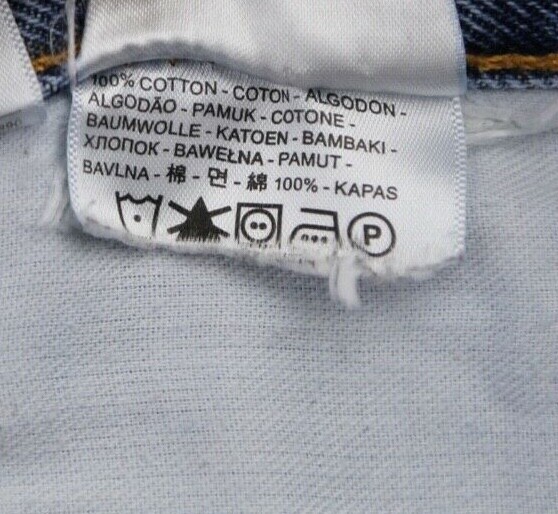 100% COTTON - COTON - ALGODON -
ALGODÃO - PAMUK - COTONE -
BAUMWOLLE - KATOEN - BAMBAKI -
ХЛОПОК - BAWEŁNA - PAMUT -
BAVLNA - 棉 - 면 - 綿 100% - KAPAS
P